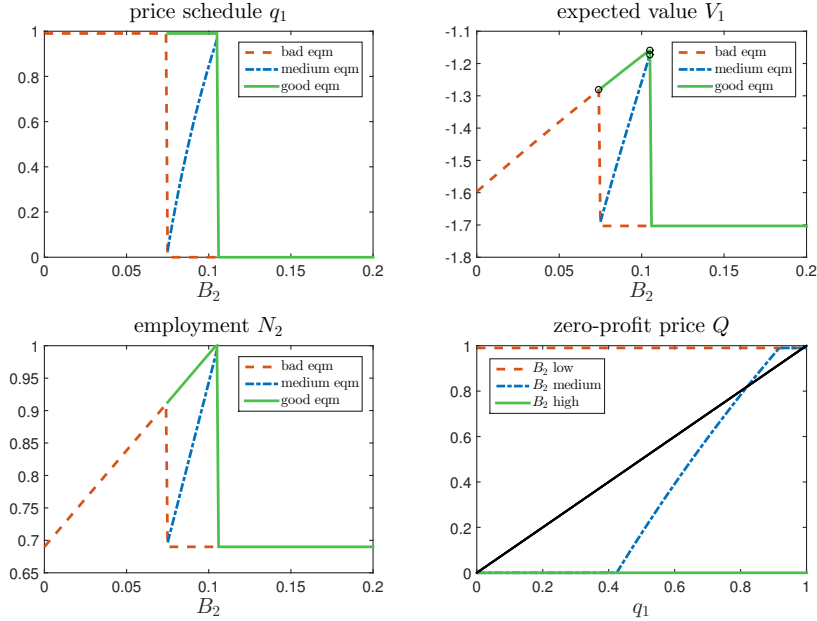 price schedule q₁
1
0.8
0.6
0.4
0.2
0
bad eqm
medium eqm
good eqm
0 0.05 0.1 0.15 0.2
B₂
expected value V₁
-1.1
-1.2
-1.3
-1.4
-1.5
-1.6
-1.7
-1.8
bad eqm
medium eqm
good eqm
0 0.05 0.1 0.15 0.2
B₂
employment N₂
1
0.95
0.9
0.85
0.8
0.75
0.7
0.65
bad eqm
medium eqm
good eqm
0 0.05 0.1 0.15 0.2
B₂
zero-profit price Q
1
0.8
0.6
0.4
0.2
0
B₂ low
B₂ medium
B₂ high
0 0.2 0.4 0.6 0.8 1
q₁